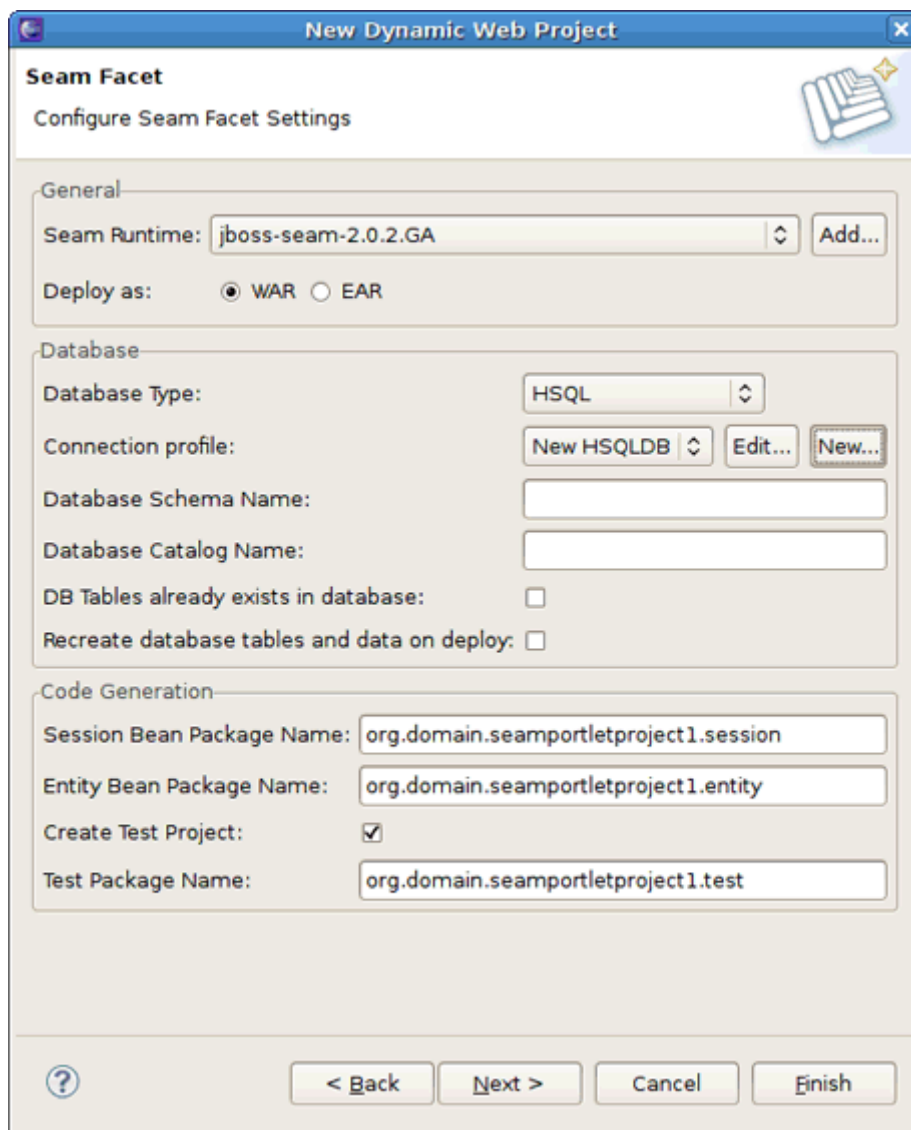 New Dynamic Web Project
Seam Facet
Configure Seam Facet Settings
General
Seam Runtime: jboss-seam-2.0.2.GA Add...
Deploy as: WAR EAR
Database
Database Type: HSQL
Connection profile: New HSQLDB Edit... New...
Database Schema Name:
Database Catalog Name:
DB Tables already exists in database:
Recreate database tables and data on deploy:
Code Generation
Session Bean Package Name: org.domain.seamportletproject1.session
Entity Bean Package Name: org.domain.seamportletproject1.entity
Create Test Project:
Test Package Name: org.domain.seamportletproject1.test
? < Back Next > Cancel Finish